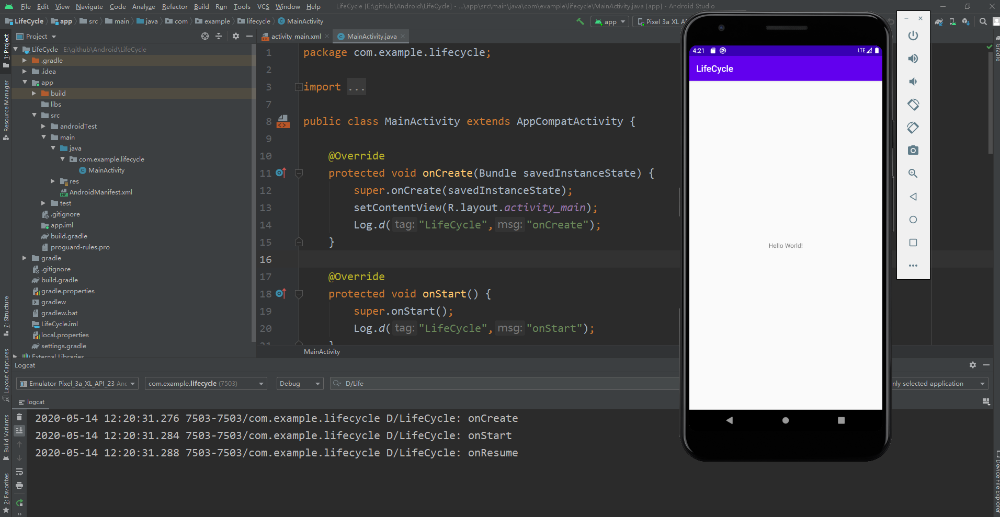 File Edit View Navigate Code Analyze Refactor Build Run Tools VCS Window Help LifeCycle [E:\github\Android\LifeCycle] - ...\app\src\main\java\com\example\lifecycle\MainActivity.java [app] - Android Studio
LifeCycle app src main java com example lifecycle MainActivity app Pixel 3a XL
Project activity_main.xml MainActivity.java
1: Project
Resource Manager
7: Structure
Layout Captures
Build Variants
2: Favorites
Gradle
Device File Explorer
LifeCycle E:\github\Android\LifeCycle
.gradle
.idea
app
build
libs
src
androidTest
main
java
com.example.lifecycle
MainActivity
res
AndroidManifest.xml
test
.gitignore
app.iml
build.gradle
proguard-rules.pro
gradle
.gitignore
build.gradle
gradle.properties
gradlew
gradlew.bat
LifeCycle.iml
local.properties
settings.gradle
External Libraries
1 package com.example.lifecycle;
2
3 import ...
7
8 public class MainActivity extends AppCompatActivity {
9
10 @Override
11 protected void onCreate(Bundle savedInstanceState) {
12 super.onCreate(savedInstanceState);
13 setContentView(R.layout.activity_main);
14 Log.d( tag: "LifeCycle", msg: "onCreate");
15 }
16
17 @Override
18 protected void onStart() {
19 super.onStart();
20 Log.d( tag: "LifeCycle", msg: "onStart");
21 }
MainActivity
4:21 LTE
LifeCycle
Hello World!
Logcat
Emulator Pixel_3a_XL_API_23 And com.example.lifecycle (7503) Debug D/Life nly selected application
logcat
2020-05-14 12:20:31.276 7503-7503/com.example.lifecycle D/LifeCycle: onCreate
2020-05-14 12:20:31.284 7503-7503/com.example.lifecycle D/LifeCycle: onStart
2020-05-14 12:20:31.288 7503-7503/com.example.lifecycle D/LifeCycle: onResume